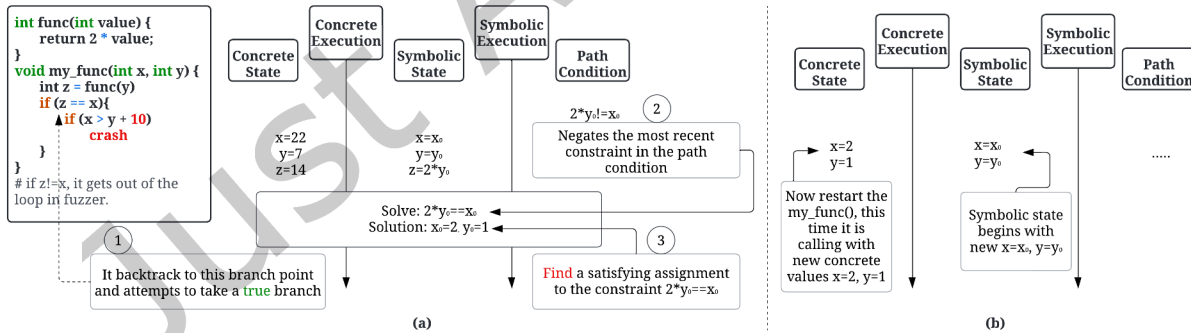 int func(int value) {
return 2 * value;
}
void my_func(int x, int y) {
int z = func(y)
if (z == x){
if (x > y + 10)
crash
}
}
# if z!=x, it gets out of the
loop in fuzzer.
1
It backtrack to this branch point
and attempts to take a true branch
Concrete
State
Concrete
Execution
Symbolic
State
Symbolic
Execution
Path
Condition
x=22
y=7
z=14
x=x₀
y=y₀
z=2*y₀
2*y₀!=x₀
2
Negates the most recent
constraint in the path
condition
Solve: 2*y₀==x₀
Solution: x₀=2, y₀=1
3
Find a satisfying assignment
to the constraint 2*y₀==x₀
(a)
Concrete
State
Concrete
Execution
Symbolic
State
Symbolic
Execution
Path
Condition
x=2
y=1
x=x₀
y=y₀
.....
Now restart the
my_func(), this
time it is
calling with
new concrete
values x=2, y=1
Symbolic state
begins with
new x=x₀, y=y₀
(b)
Just A